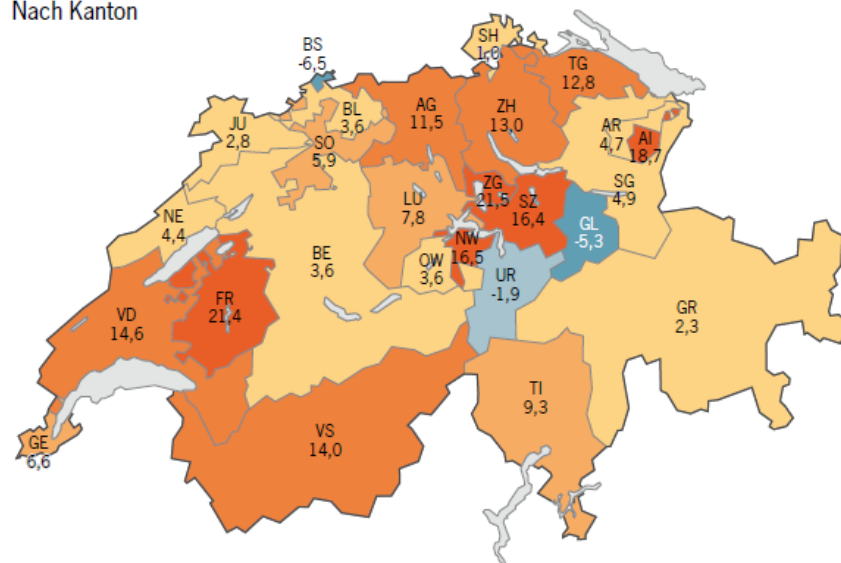 Nach Kanton
SH
1,0
BS
-6,5
TG
12,8
BL
3,6
AG
11,5
ZH
13,0
JU
2,8
AR
4,7
AI
18,7
SO
5,9
SG
4,9
ZG
21,5
SZ
16,4
LU
7,8
NE
4,4
GL
-5,3
NW
16,5
BE
3,6
OW
3,6
UR
-1,9
FR
21,4
VD
14,6
GR
2,3
TI
9,3
VS
14,0
GE
6,6